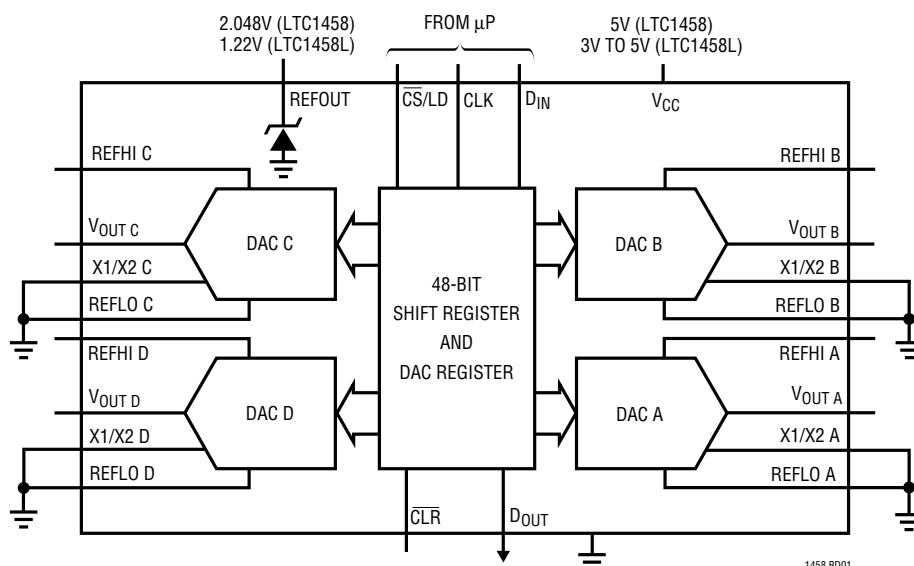 2.048V (LTC1458)
1.22V (LTC1458L)
FROM µP
5V (LTC1458)
3V TO 5V (LTC1458L)
REFOUT
C̅S̅/LD
CLK
DIN
VCC
REFHI C
VOUT C
X1/X2 C
REFLO C
DAC C
REFHI B
VOUT B
X1/X2 B
REFLO B
DAC B
48-BIT
SHIFT REGISTER
AND
DAC REGISTER
REFHI D
VOUT D
X1/X2 D
REFLO D
DAC D
REFHI A
VOUT A
X1/X2 A
REFLO A
DAC A
C̅L̅R̅
DOUT
1458 BD01